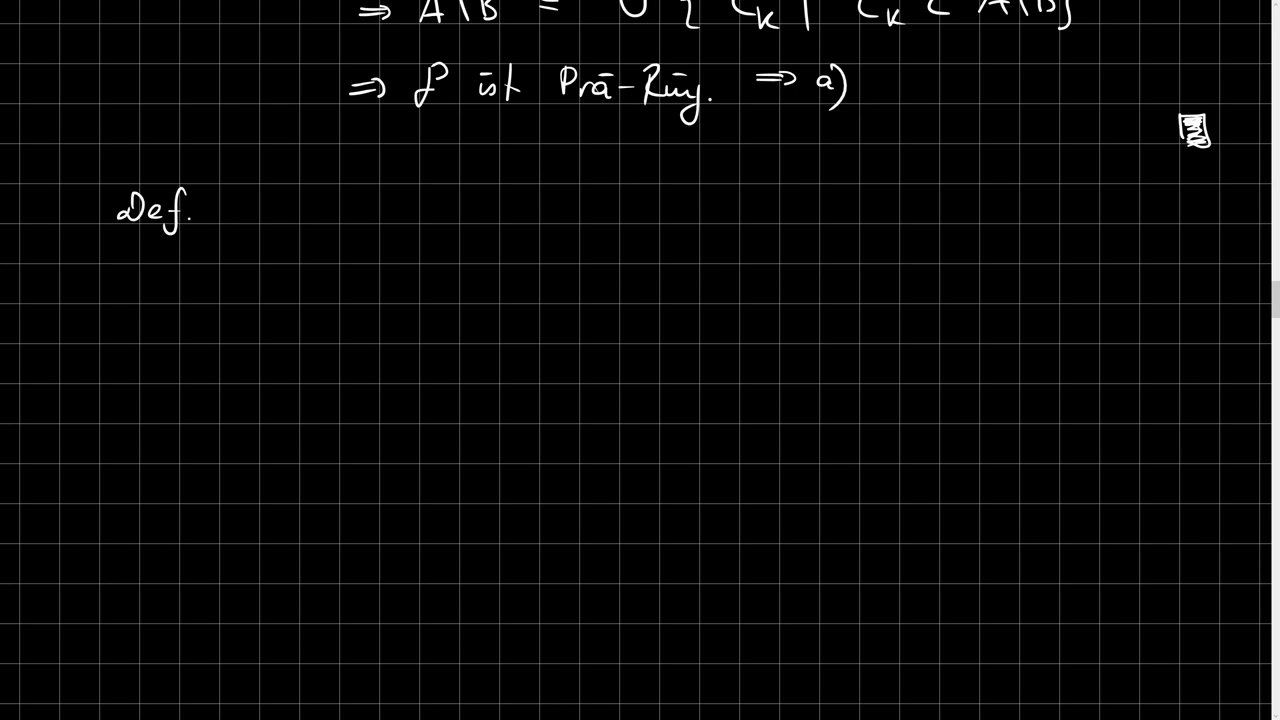 ⇒ A\B = ∪ { C_K | C_K ⊂ A\B }
⇒ 𝒮 ist Prä-Ring. ⇒ a)
Def.